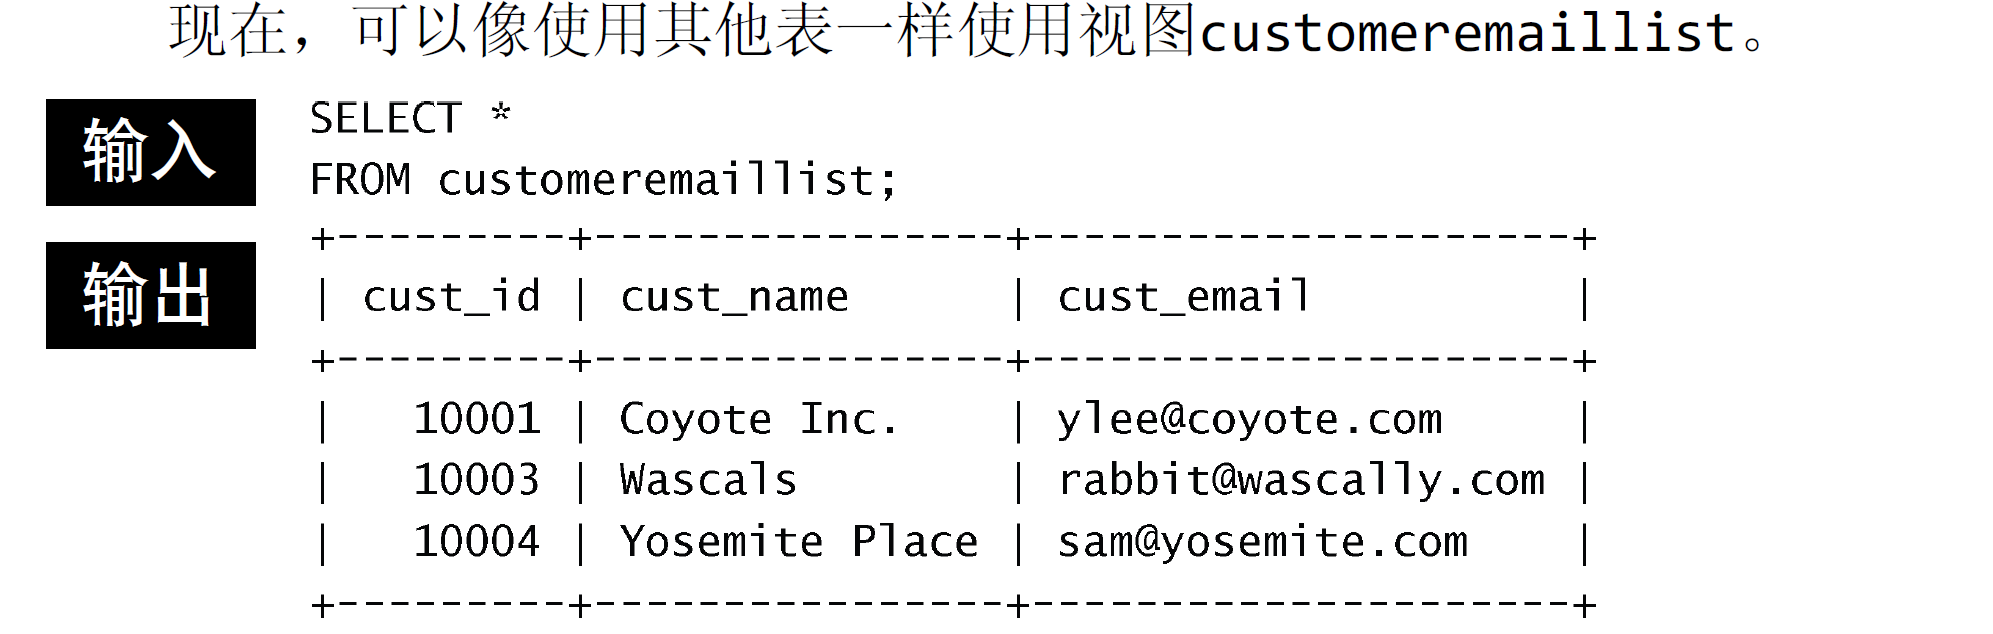 现在，可以像使用其他表一样使用视图customeremaillist。
输入
SELECT *
FROM customeremaillist;
输出
+---------+----------------+---------------------+
| cust_id | cust_name      | cust_email          |
+---------+----------------+---------------------+
|   10001 | Coyote Inc.    | ylee@coyote.com     |
|   10003 | Wascals        | rabbit@wascally.com |
|   10004 | Yosemite Place | sam@yosemite.com    |
+---------+----------------+---------------------+